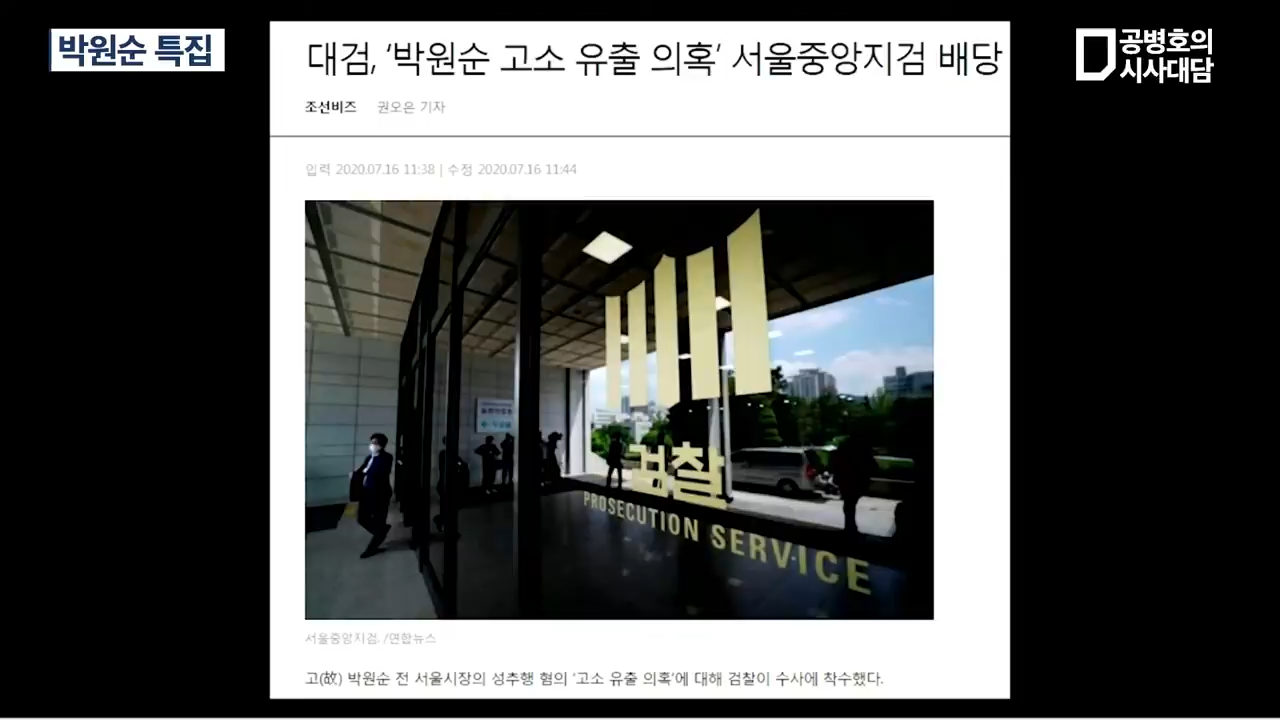 박원순 특집
공병호의
시사대담
대검, ‘박원순 고소 유출 의혹’ 서울중앙지검 배당
조선비즈 권오은 기자
입력 2020.07.16 11:38 | 수정 2020.07.16 11:44
검찰
PROSECUTION SERVICE
서울중앙지검. /연합뉴스
고(故) 박원순 전 서울시장의 성추행 혐의 ‘고소 유출 의혹’에 대해 검찰이 수사에 착수했다.